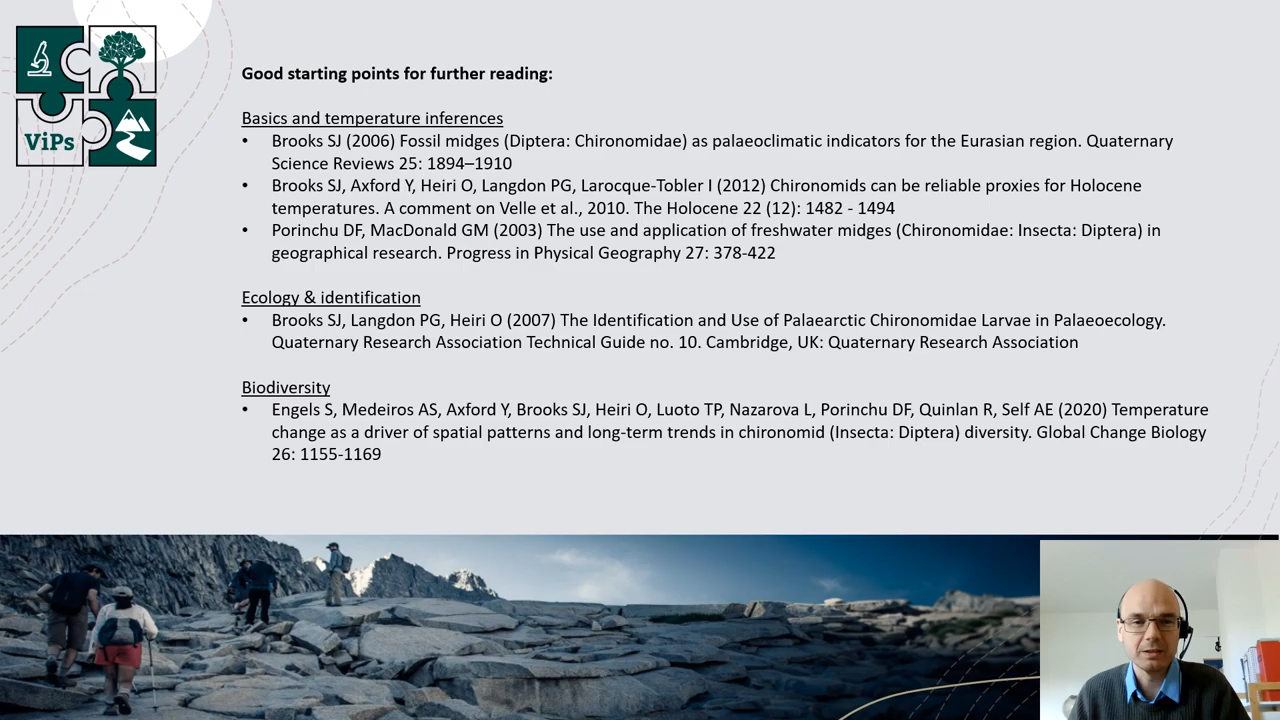 ViPs
Good starting points for further reading:
Basics and temperature inferences
• Brooks SJ (2006) Fossil midges (Diptera: Chironomidae) as palaeoclimatic indicators for the Eurasian region. Quaternary
Science Reviews 25: 1894–1910
• Brooks SJ, Axford Y, Heiri O, Langdon PG, Larocque-Tobler I (2012) Chironomids can be reliable proxies for Holocene
temperatures. A comment on Velle et al., 2010. The Holocene 22 (12): 1482 - 1494
• Porinchu DF, MacDonald GM (2003) The use and application of freshwater midges (Chironomidae: Insecta: Diptera) in
geographical research. Progress in Physical Geography 27: 378-422
Ecology & identification
• Brooks SJ, Langdon PG, Heiri O (2007) The Identification and Use of Palaearctic Chironomidae Larvae in Palaeoecology.
Quaternary Research Association Technical Guide no. 10. Cambridge, UK: Quaternary Research Association
Biodiversity
• Engels S, Medeiros AS, Axford Y, Brooks SJ, Heiri O, Luoto TP, Nazarova L, Porinchu DF, Quinlan R, Self AE (2020) Temperature
change as a driver of spatial patterns and long-term trends in chironomid (Insecta: Diptera) diversity. Global Change Biology
26: 1155-1169